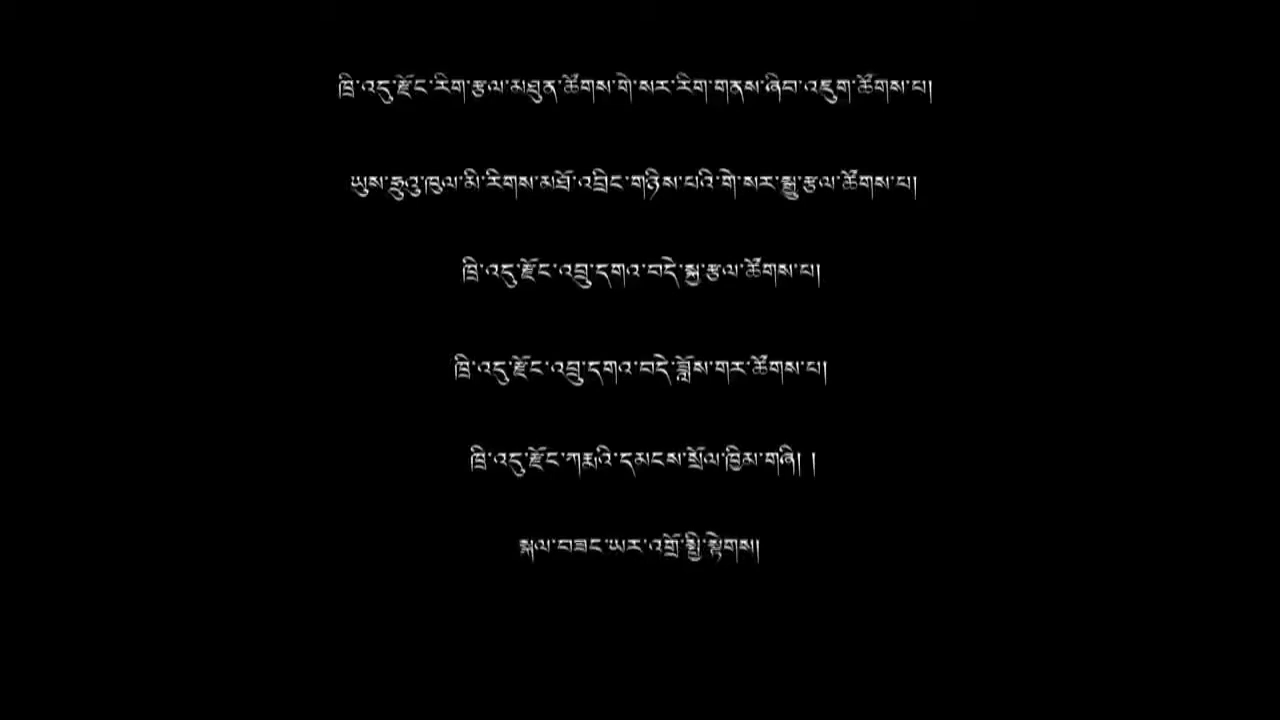 ཁྲི་འདུ་རྫོང་རིག་རྩལ་མཐུན་ཚོགས་གེ་སར་རིག་གནས་ཞིབ་འཇུག་ཚོགས་པ།
ཡུས་ཧྲུའུ་ཁུལ་མི་རིགས་མཐོ་འབྲིང་གཉིས་པའི་གེ་སར་སྒྱུ་རྩལ་ཚོགས་པ།
ཁྲི་འདུ་རྫོང་འབྲུ་དགའ་བདེ་སྐྱ་རྩལ་ཚོགས་པ།
ཁྲི་འདུ་རྫོང་འབྲུ་དགའ་བདེ་ཟློས་གར་ཚོགས་པ།
ཁྲི་འདུ་རྫོང་ཀརྨའི་དམངས་སྲོལ་ཁྱིམ་གཞི། །
སྐལ་བཟང་ཡར་འགྲོ་སྤྱི་སྟེགས།